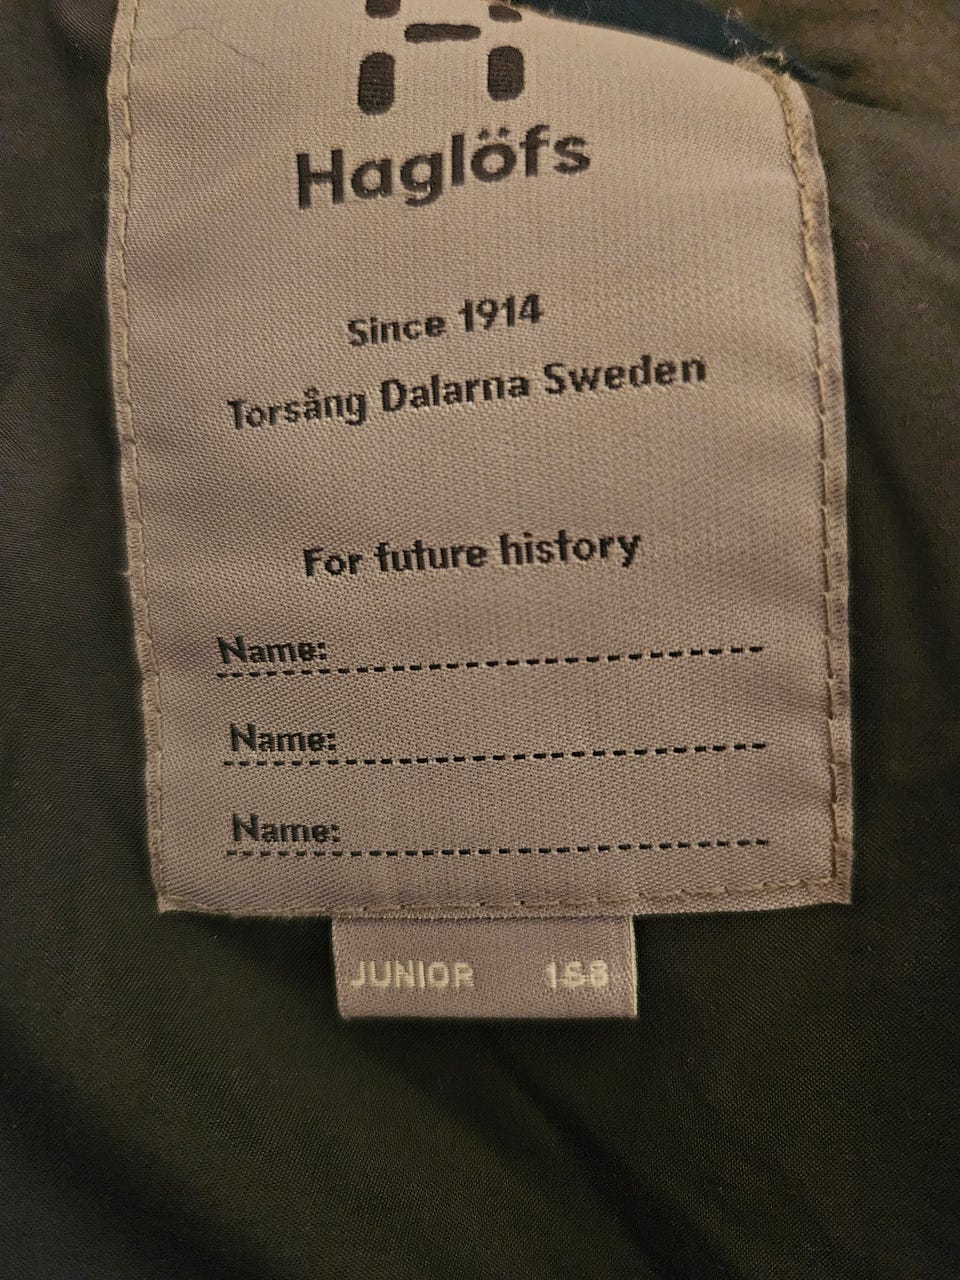 Haglöfs
Since 1914
Torsång Dalarna Sweden
For future history
Name:
Name:
Name:
JUNIOR 158